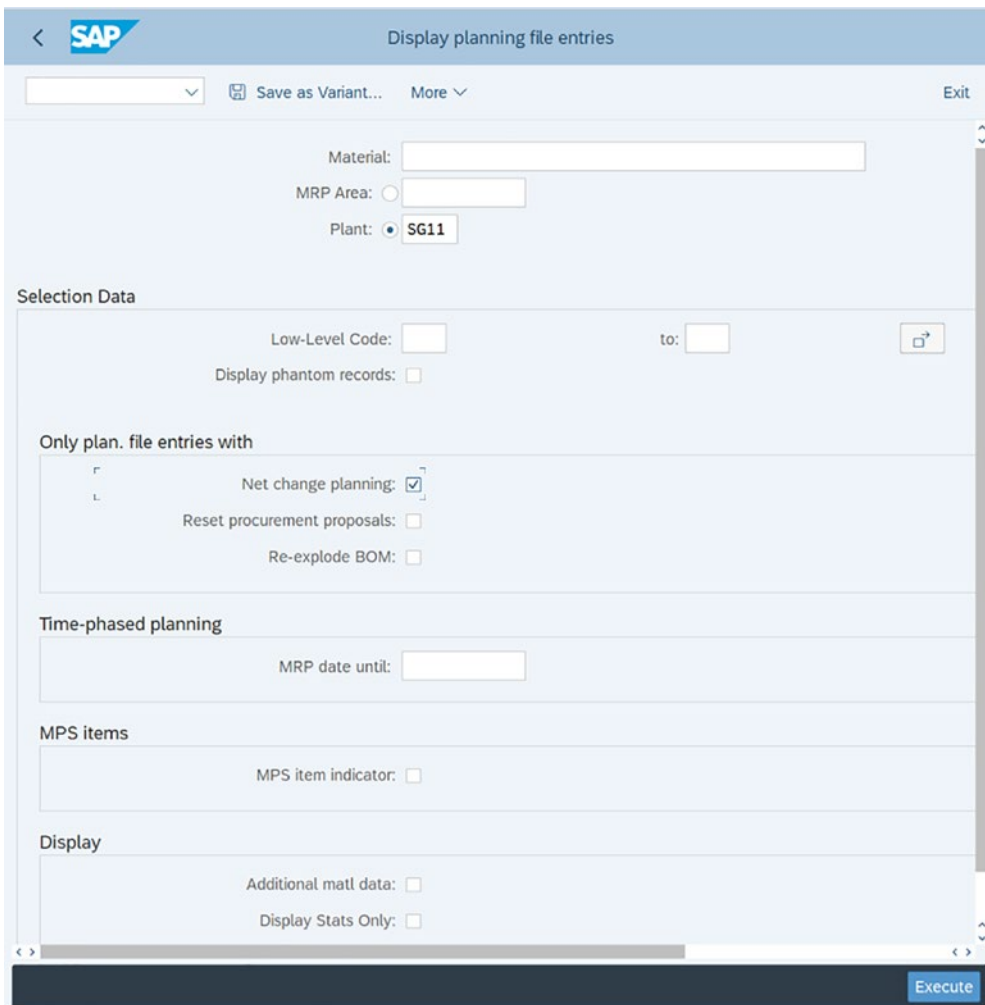 SAP Display planning file entries
Save as Variant... More Exit
Material:
MRP Area:
Plant: SG11
Selection Data
Low-Level Code: to:
Display phantom records:
Only plan. file entries with
Net change planning:
Reset procurement proposals:
Re-explode BOM:
Time-phased planning
MRP date until:
MPS items
MPS item indicator:
Display
Additional matl data:
Display Stats Only:
Execute